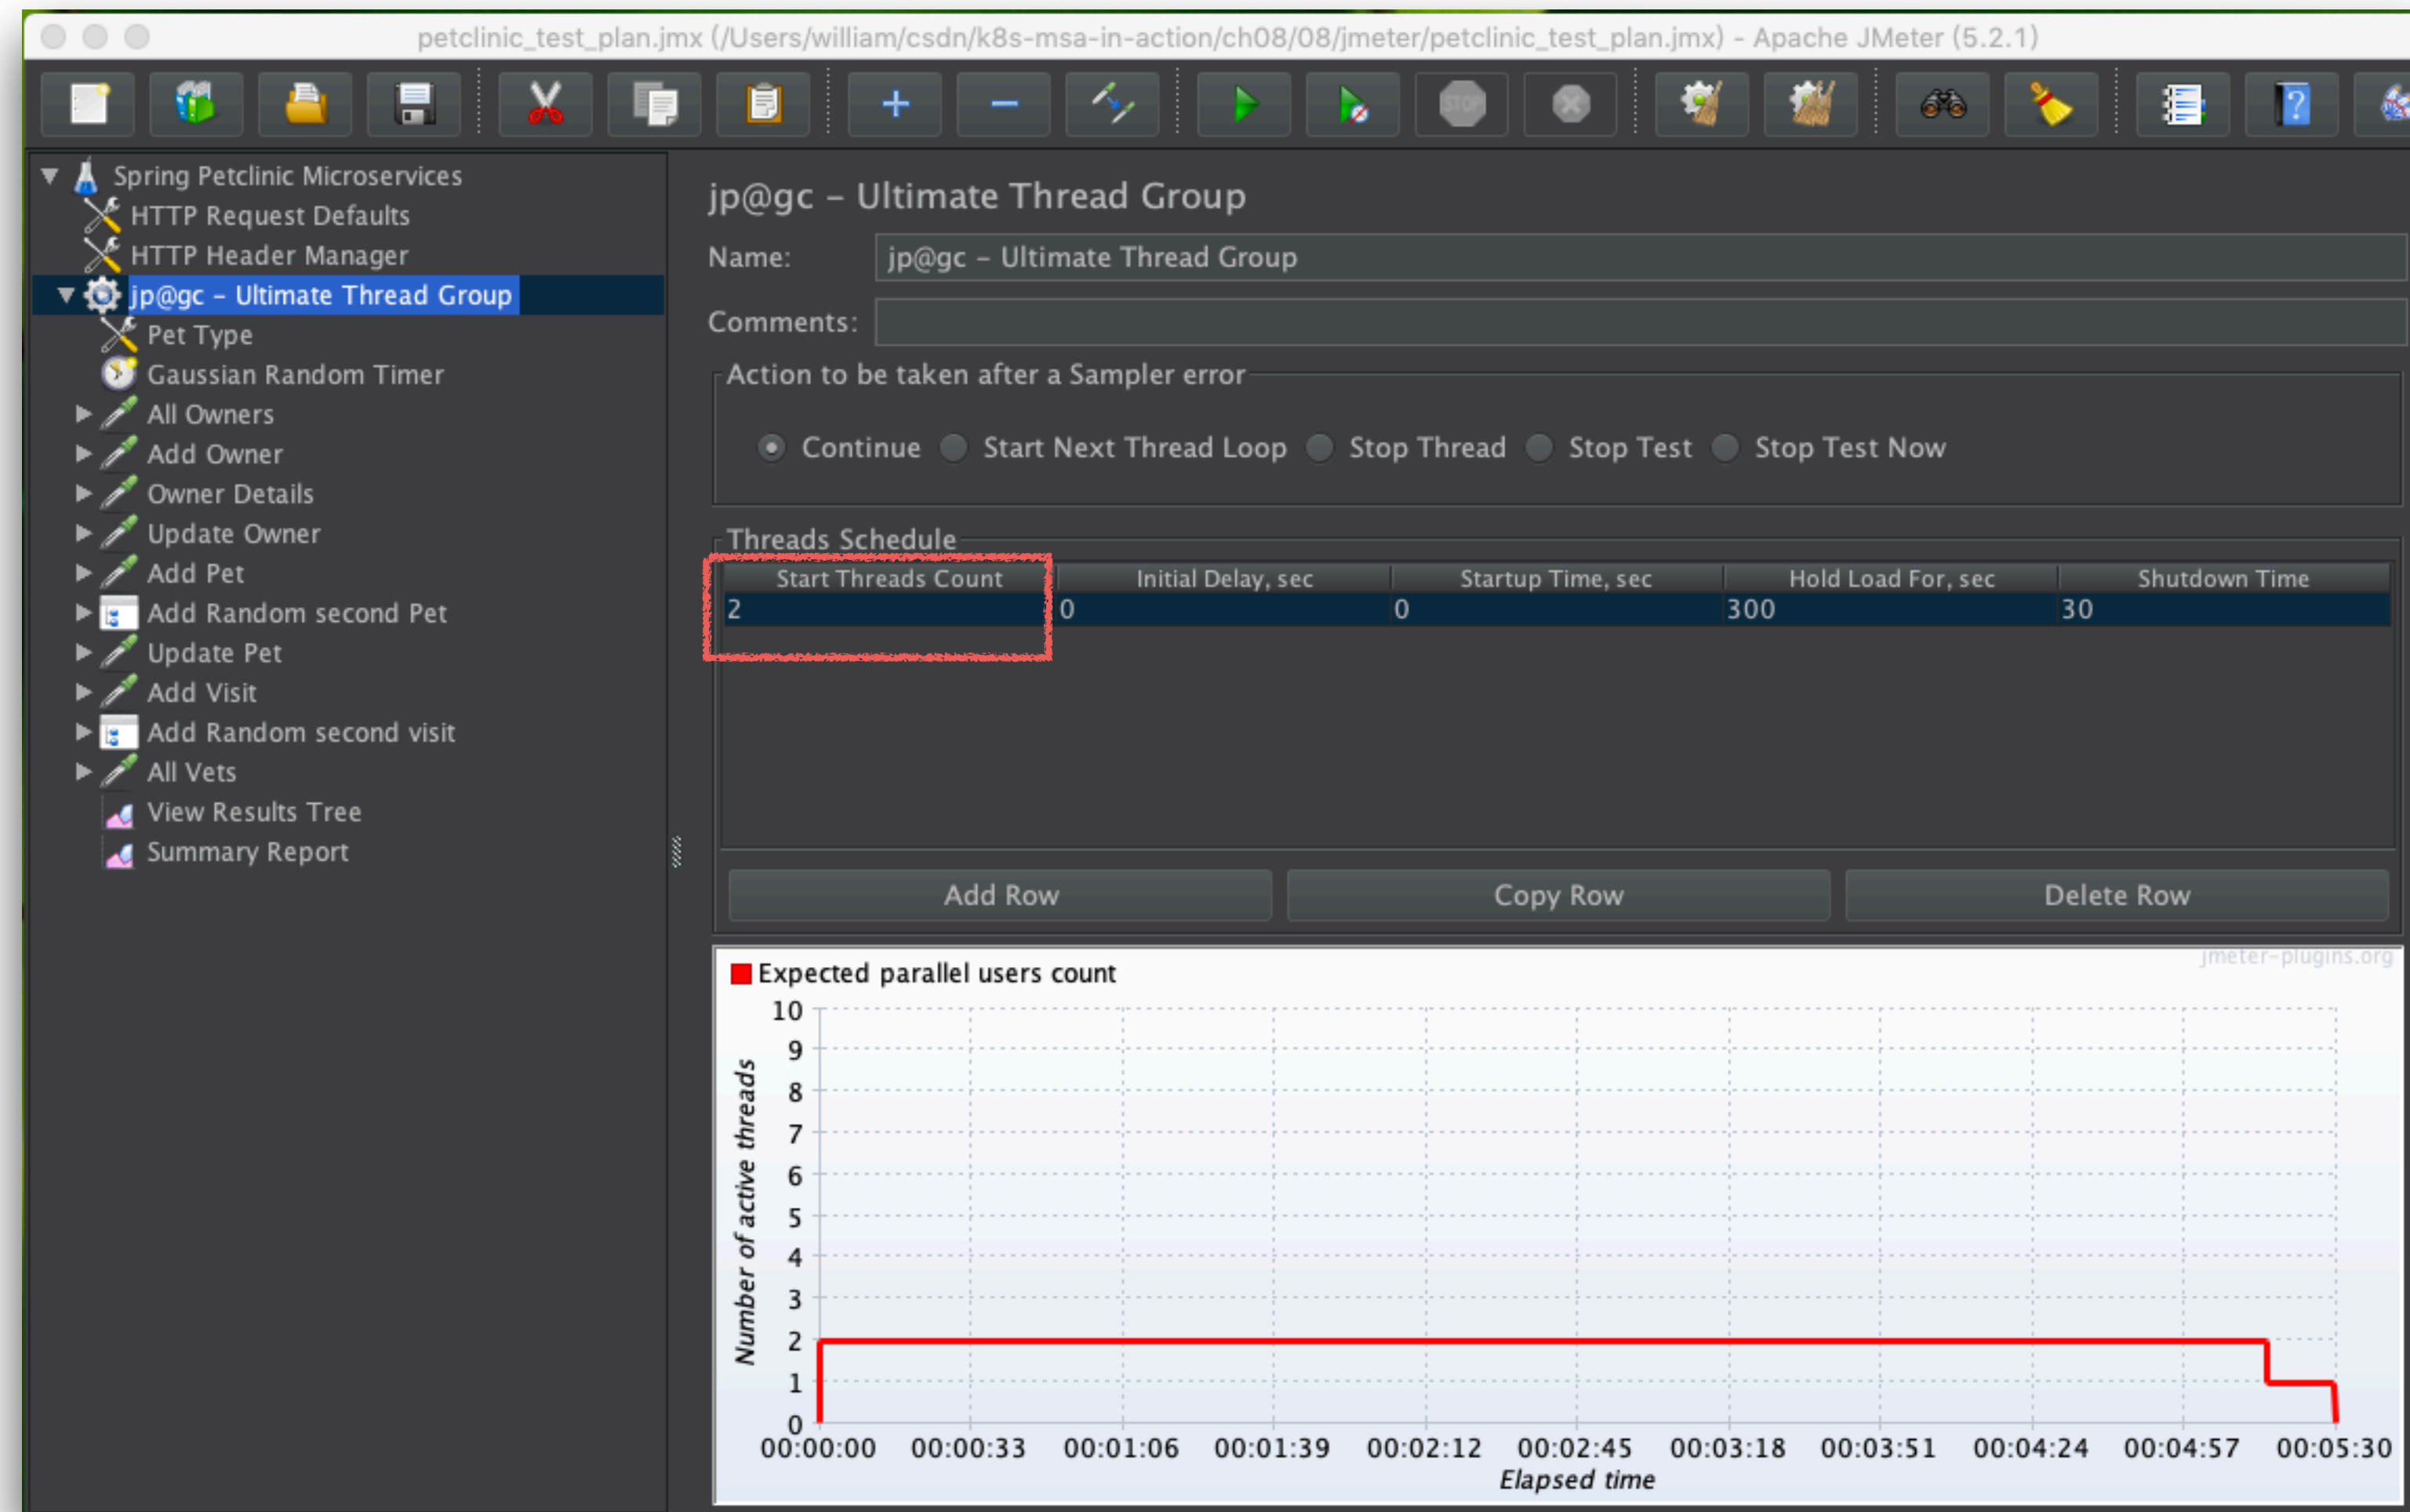 petclinic_test_plan.jmx (/Users/william/csdn/k8s-msa-in-action/ch08/08/jmeter/petclinic_test_plan.jmx) - Apache JMeter (5.2.1)
STOP
Spring Petclinic Microservices
HTTP Request Defaults
HTTP Header Manager
jp@gc – Ultimate Thread Group
Pet Type
Gaussian Random Timer
All Owners
Add Owner
Owner Details
Update Owner
Add Pet
Add Random second Pet
Update Pet
Add Visit
Add Random second visit
All Vets
View Results Tree
Summary Report
jp@gc – Ultimate Thread Group
Name: jp@gc – Ultimate Thread Group
Comments:
Action to be taken after a Sampler error
Continue Start Next Thread Loop Stop Thread Stop Test Stop Test Now
Threads Schedule
Start Threads Count Initial Delay, sec Startup Time, sec Hold Load For, sec Shutdown Time
2 0 0 300 30
Add Row Copy Row Delete Row
jmeter-plugins.org
Expected parallel users count
10
9
8
7
6
5
4
3
2
1
0
Number of active threads
00:00:00 00:00:33 00:01:06 00:01:39 00:02:12 00:02:45 00:03:18 00:03:51 00:04:24 00:04:57 00:05:30
Elapsed time